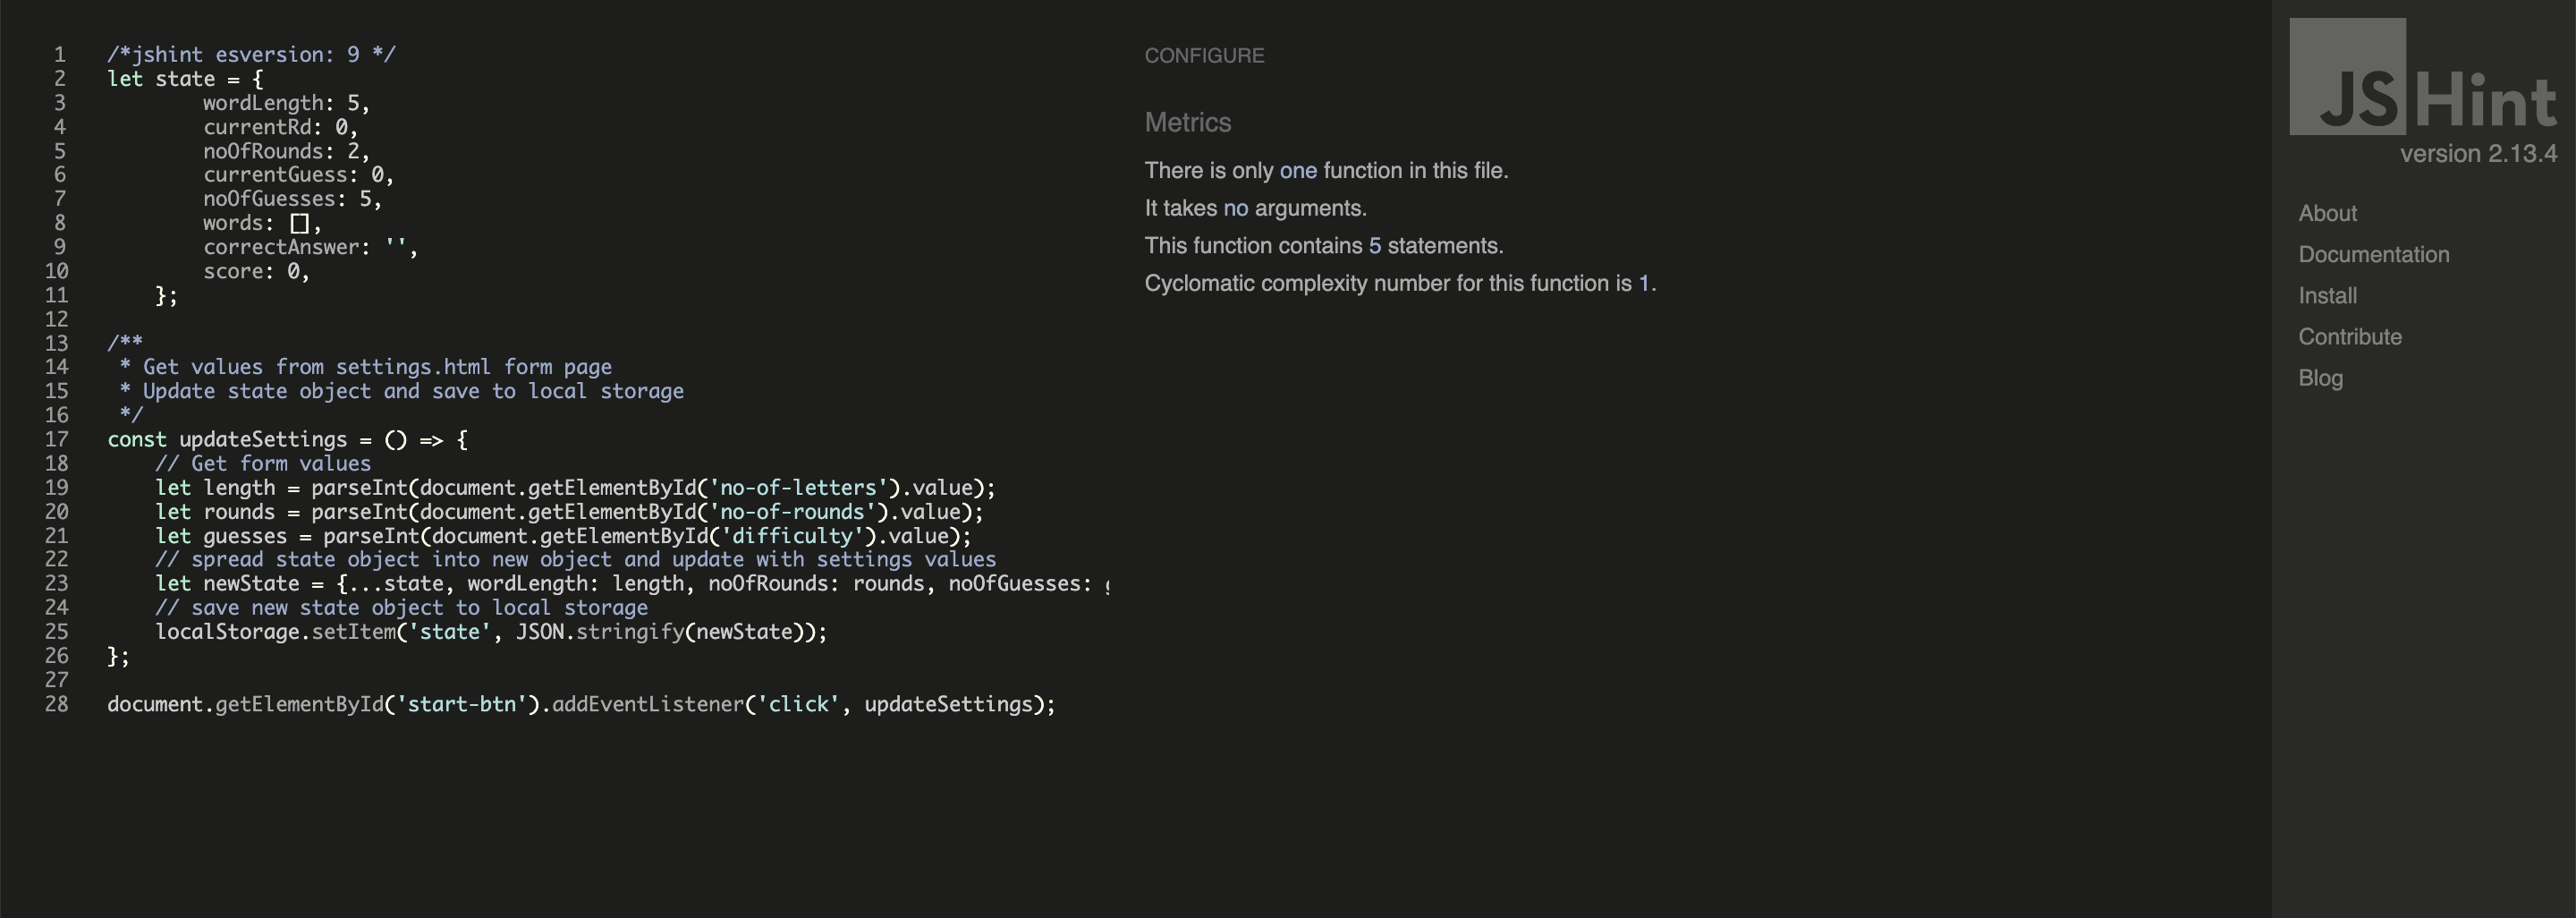 1 /*jshint esversion: 9 */
2 let state = {
3 wordLength: 5,
4 currentRd: 0,
5 noOfRounds: 2,
6 currentGuess: 0,
7 noOfGuesses: 5,
8 words: [],
9 correctAnswer: '',
10 score: 0,
11 };
12
13 /**
14 * Get values from settings.html form page
15 * Update state object and save to local storage
16 */
17 const updateSettings = () => {
18 // Get form values
19 let length = parseInt(document.getElementById('no-of-letters').value);
20 let rounds = parseInt(document.getElementById('no-of-rounds').value);
21 let guesses = parseInt(document.getElementById('difficulty').value);
22 // spread state object into new object and update with settings values
23 let newState = {...state, wordLength: length, noOfRounds: rounds, noOfGuesses:
24 // save new state object to local storage
25 localStorage.setItem('state', JSON.stringify(newState));
26 };
27
28 document.getElementById('start-btn').addEventListener('click', updateSettings);
CONFIGURE
Metrics
There is only one function in this file.
It takes no arguments.
This function contains 5 statements.
Cyclomatic complexity number for this function is 1.
JSHint
version 2.13.4
About
Documentation
Install
Contribute
Blog